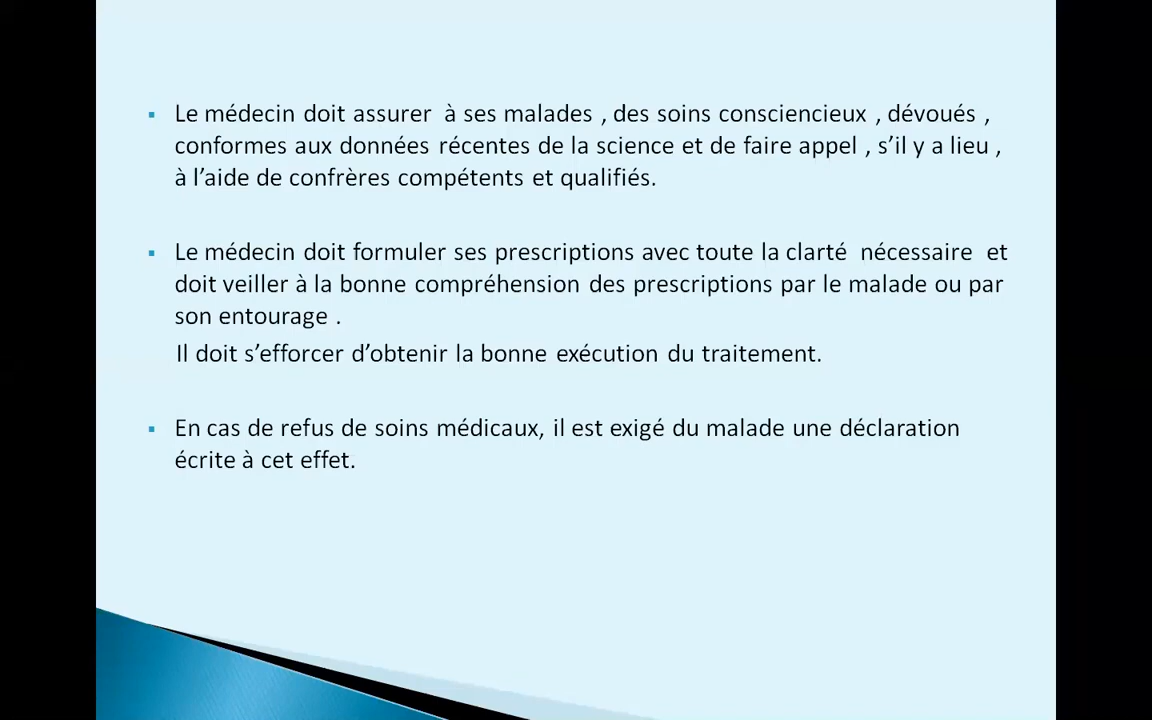 ▪ Le médecin doit assurer à ses malades , des soins consciencieux , dévoués ,
conformes aux données récentes de la science et de faire appel , s’il y a lieu ,
à l’aide de confrères compétents et qualifiés.
▪ Le médecin doit formuler ses prescriptions avec toute la clarté nécessaire et
doit veiller à la bonne compréhension des prescriptions par le malade ou par
son entourage .
Il doit s’efforcer d’obtenir la bonne exécution du traitement.
▪ En cas de refus de soins médicaux, il est exigé du malade une déclaration
écrite à cet effet.